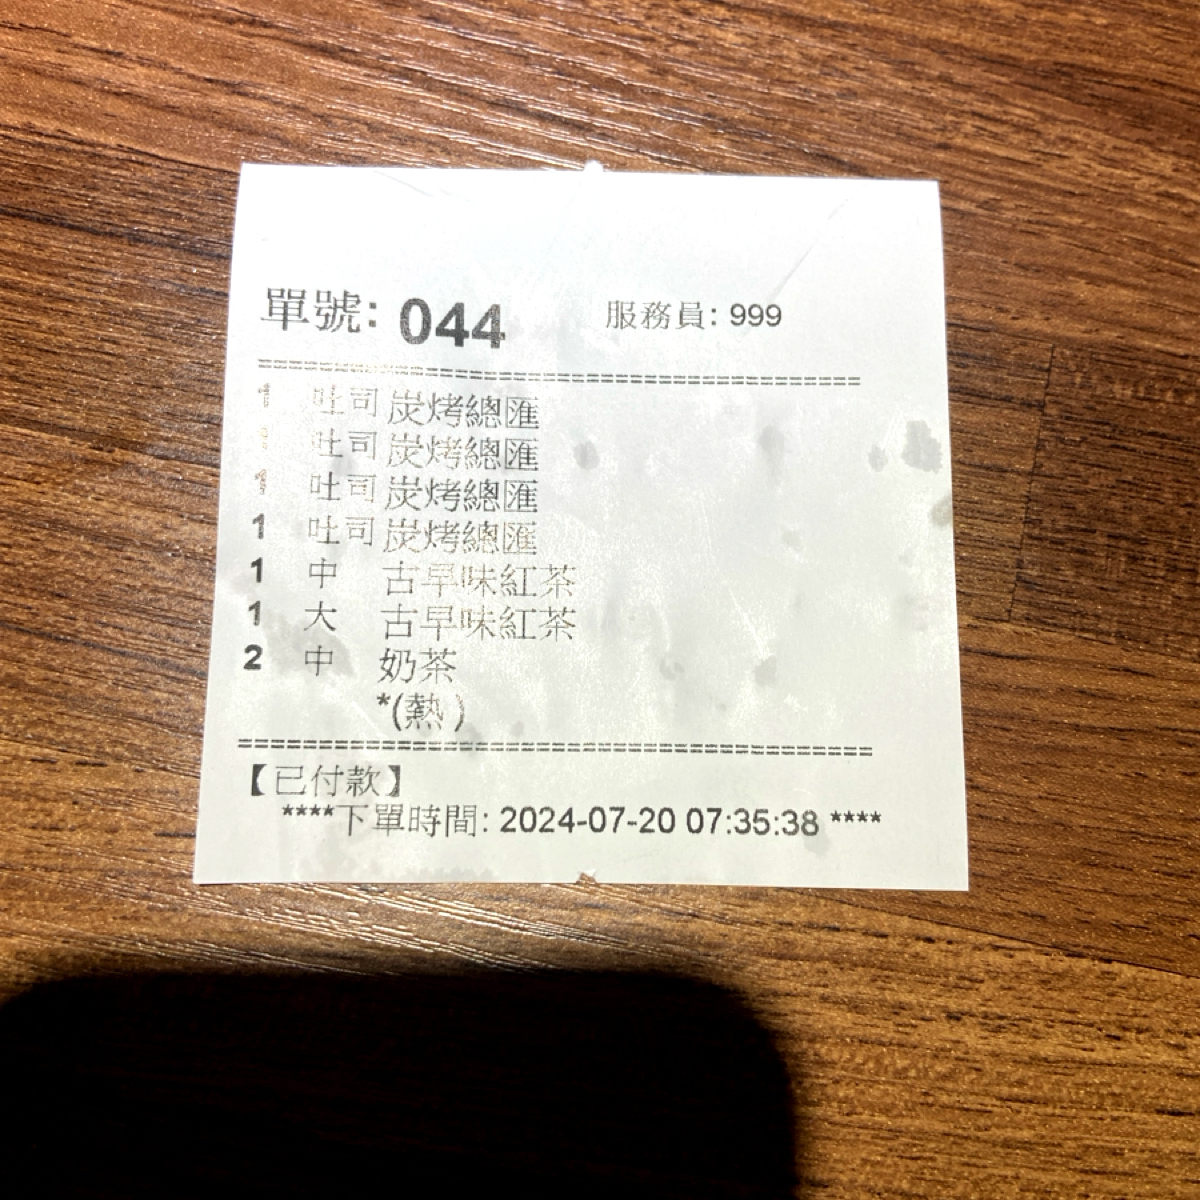 單號: 044 服務員: 999
==========================================
1 吐司 炭烤總匯
1 吐司 炭烤總匯
1 吐司 炭烤總匯
1 吐司 炭烤總匯
1 中 古早味紅茶
1 大 古早味紅茶
2 中 奶茶
*(熱 )
==========================================
【已付款】
****下單時間: 2024-07-20 07:35:38 ****